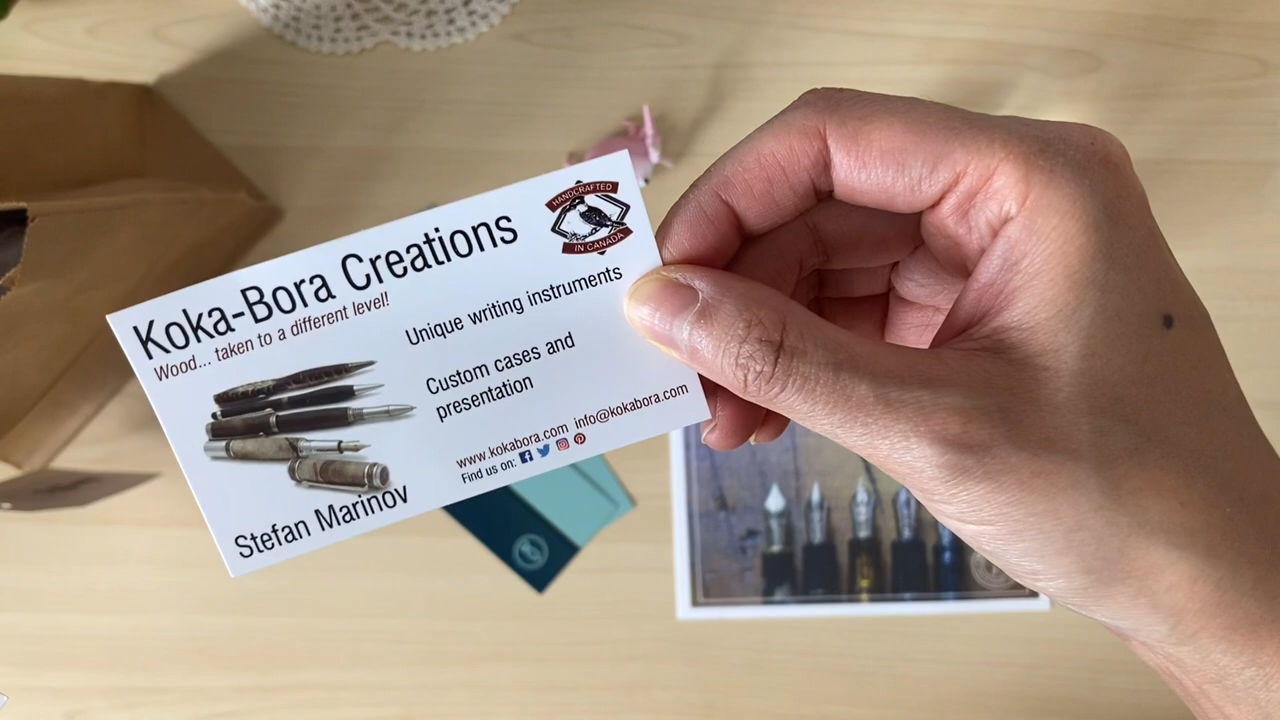 Koka-Bora Creations
Wood... taken to a different level!
HANDCRAFTED
IN CANADA
Unique writing instruments
Custom cases and
presentation
www.kokabora.com info@kokabora.com
Find us on:
Stefan Marinov